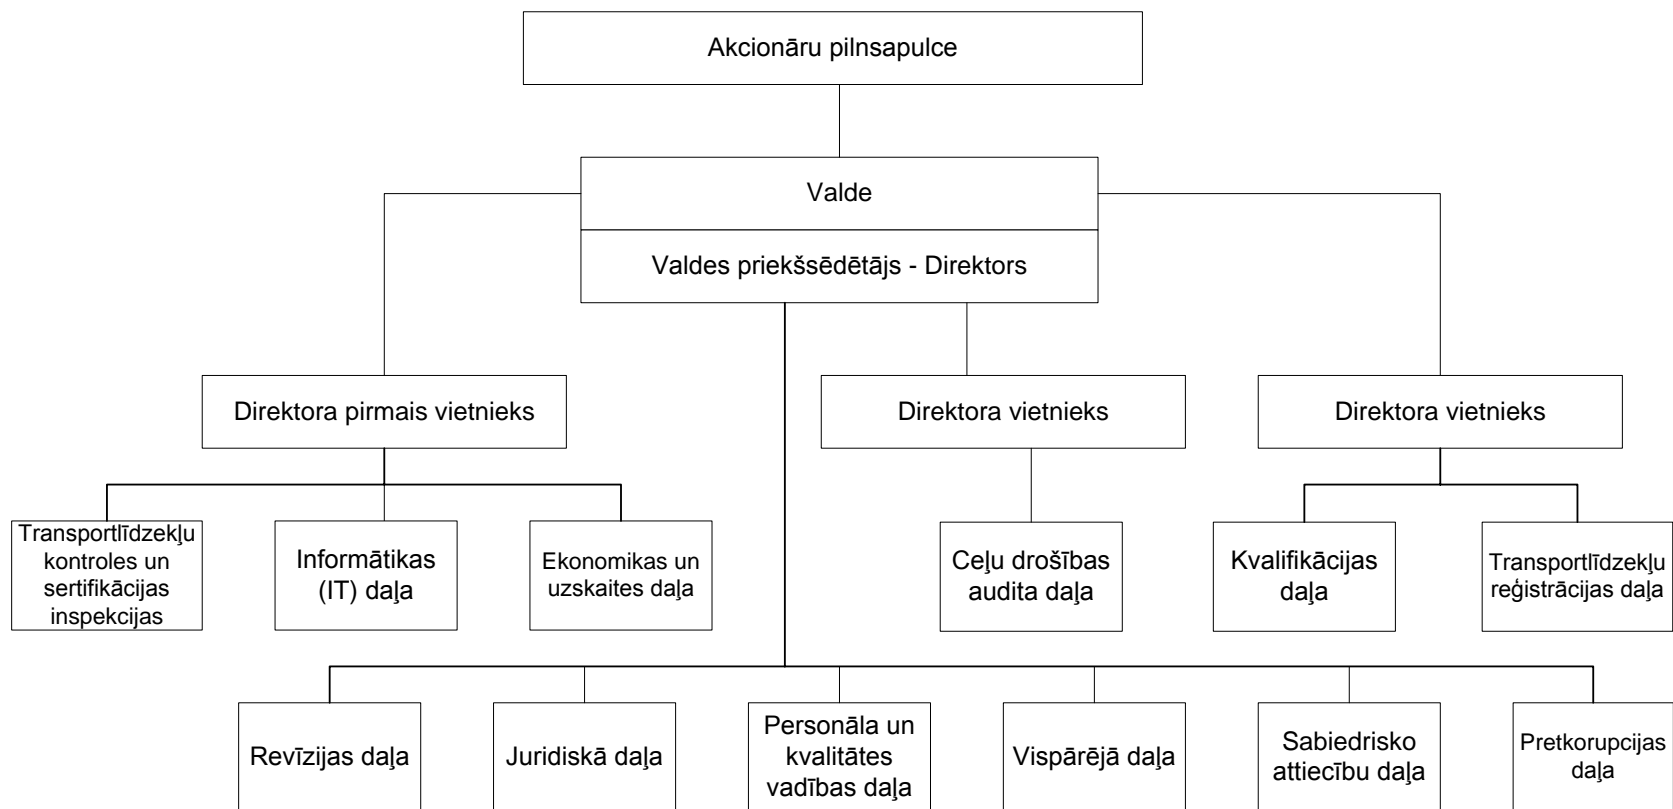 Akcionāru pilnsapulce
Valde
Valdes priekšsēdētājs - Direktors
Direktora pirmais vietnieks
Direktora vietnieks
Direktora vietnieks
Transportlīdzekļu
kontroles un
sertifikācijas
inspekcijas
Informātikas
(IT) daļa
Ekonomikas un
uzskaites daļa
Ceļu drošības
audita daļa
Kvalifikācijas
daļa
Transportlīdzekļu
reģistrācijas daļa
Revīzijas daļa
Juridiskā daļa
Personāla un
kvalitātes
vadības daļa
Vispārējā daļa
Sabiedrisko
attiecību daļa
Pretkorupcijas
daļa